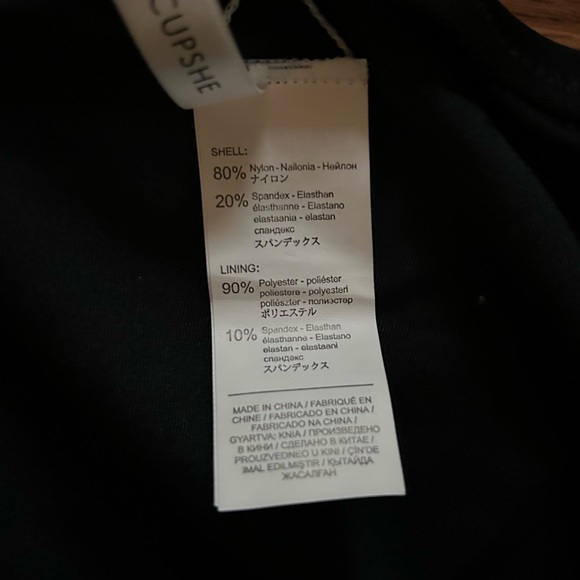 CUPSHE
SHELL:
80% Nylon - Nailonia - Нейлон
ナイロン
20% Spandex - Elasthan
élasthanne - Elastano
elastaania - elastan
спандекс
スパンデックス
LINING:
90% Polyester - poliéster
poliestere - polyesteri
poliészter - полиэстер
ポリエステル
10% Spandex - Elasthan
élasthanne - Elastano
elastan - elastaani
спандекс
スパンデックス
MADE IN CHINA / FABRIQUÉ EN
CHINE / FABRICADO EN CHINA /
FABRICADO NA CHINA /
GYÁRTVA: KNIA / ПРОИЗВЕДЕНО
В КИНИ / СДЕЛАНО В КИТАЕ /
PROUZVEDNEO U KINI / ÇİN'DE
IMAL EDİLMİŞTİR / ҚЫТАЙДА
ЖАСАЛҒАН